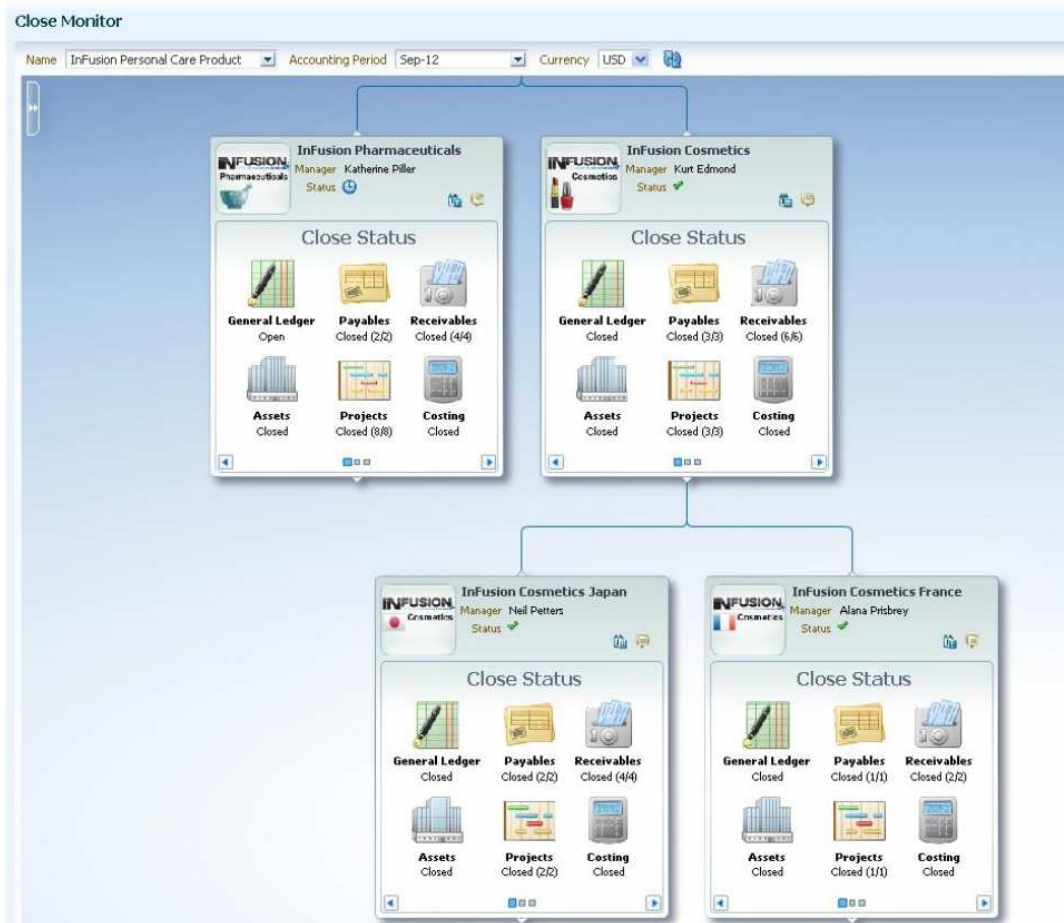 Close Monitor
Name InFusion Personal Care Product Accounting Period Sep-12 Currency USD
INFUSION
Pharmaceuticals
InFusion Pharmaceuticals
Manager Katherine Piller
Status
Close Status
General Ledger Payables Receivables
Open Closed (2/2) Closed (4/4)
Assets Projects Costing
Closed Closed (8/8) Closed
INFUSION
Cosmetics
InFusion Cosmetics
Manager Kurt Edmond
Status
Close Status
General Ledger Payables Receivables
Closed Closed (3/3) Closed (6/6)
Assets Projects Costing
Closed Closed (3/3) Closed
INFUSION
Cosmetics
InFusion Cosmetics Japan
Manager Neil Petters
Status
Close Status
General Ledger Payables Receivables
Closed Closed (2/2) Closed (4/4)
Assets Projects Costing
Closed Closed (2/2) Closed
INFUSION
Cosmetics
InFusion Cosmetics France
Manager Alana Prisbrey
Status
Close Status
General Ledger Payables Receivables
Closed Closed (1/1) Closed (2/2)
Assets Projects Costing
Closed Closed (1/1) Closed